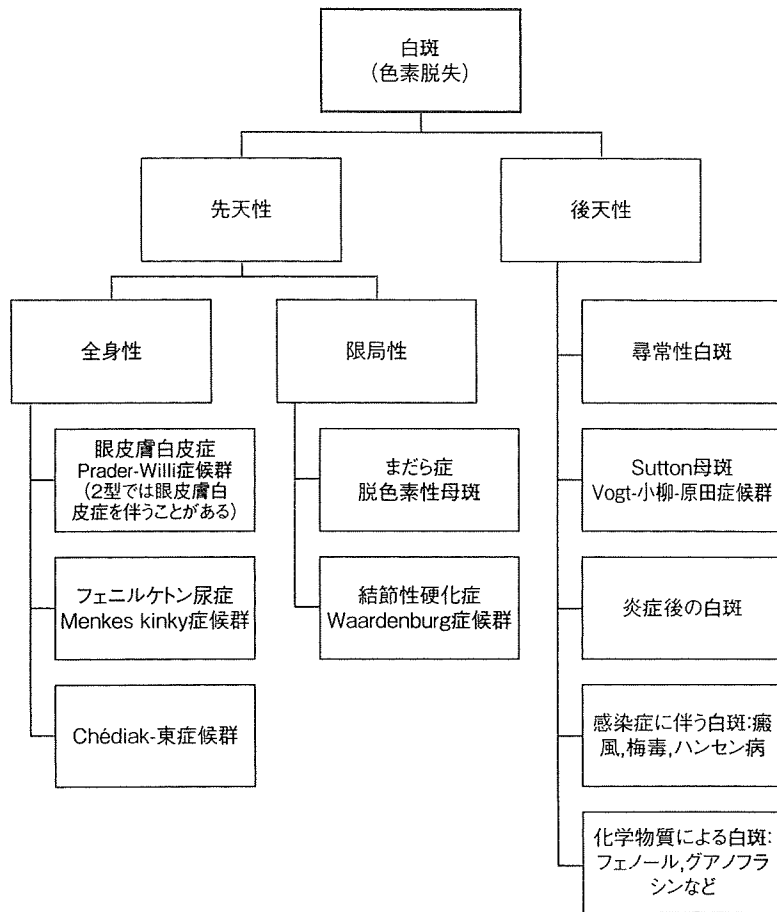 白斑
(色素脱失)
先天性
後天性
全身性
限局性
尋常性白斑
眼皮膚白皮症
Prader-Willi症候群
(2型では眼皮膚白
皮症を伴うことがある)
まだら症
脱色素性母斑
Sutton母斑
Vogt-小柳-原田症候群
フェニルケトン尿症
Menkes kinky症候群
結節性硬化症
Waardenburg症候群
炎症後の白斑
Chédiak-東症候群
感染症に伴う白斑:癜
風,梅毒,ハンセン病
化学物質による白斑:
フェノール,グアノフラ
シンなど